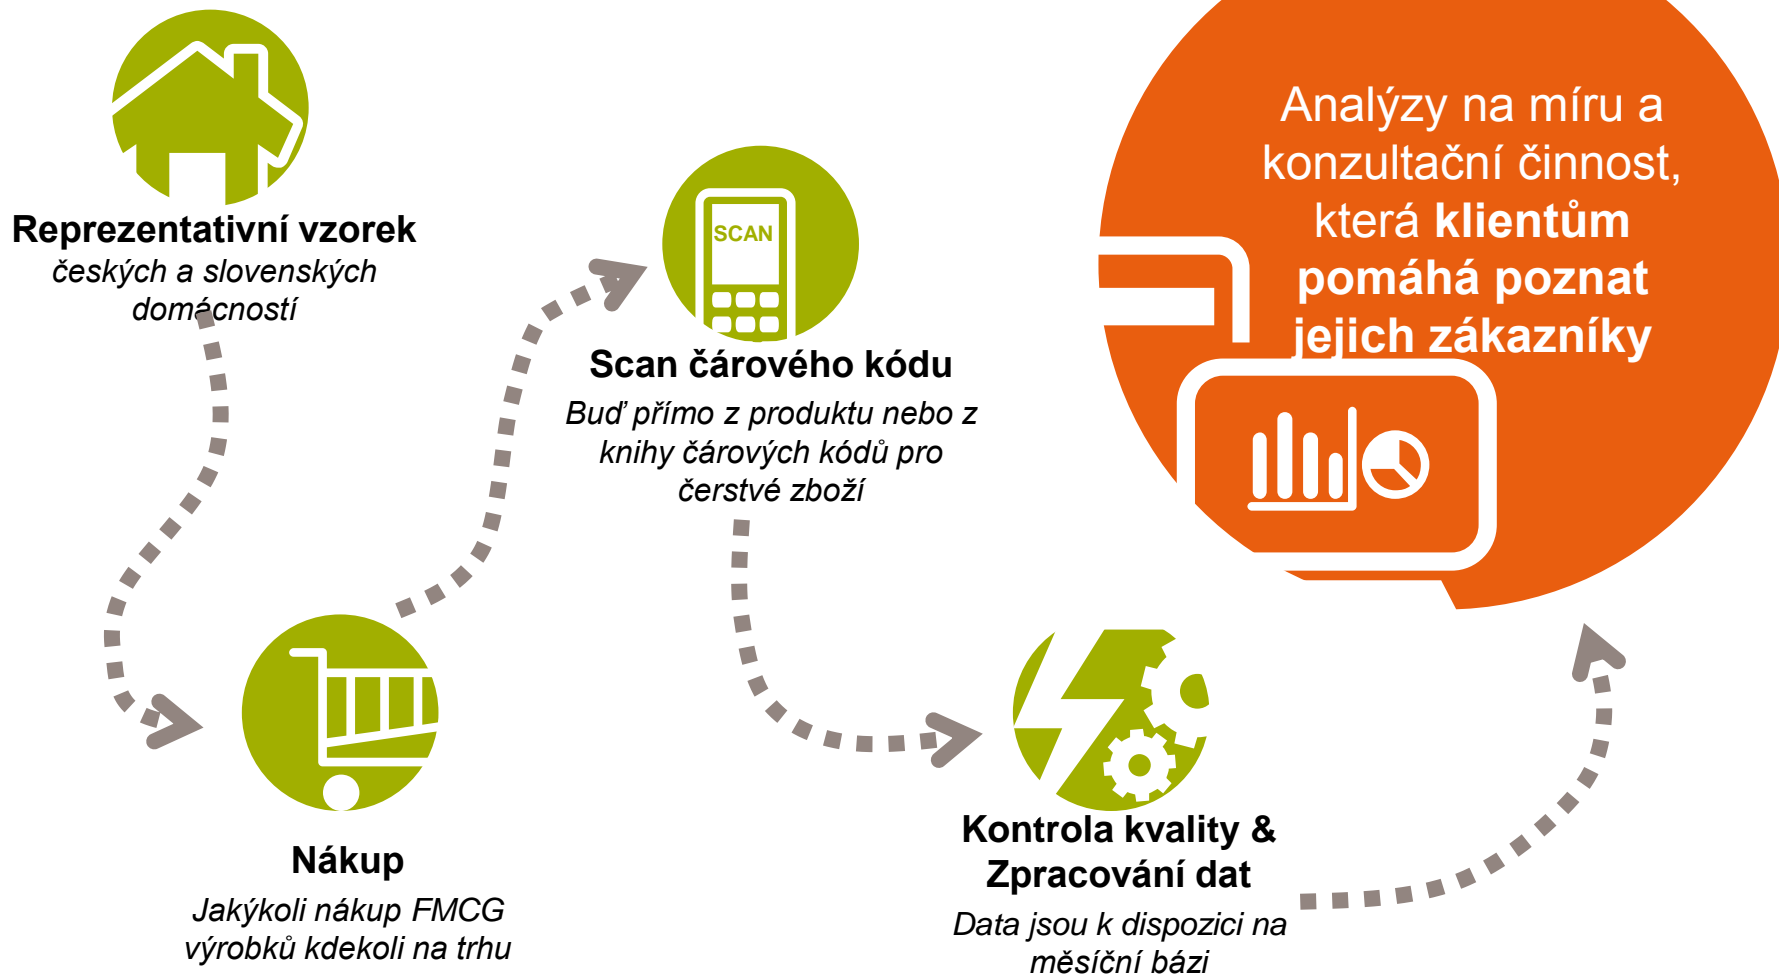 Reprezentativní vzorek
českých a slovenských
domácností
Nákup
Jakýkoli nákup FMCG
výrobků kdekoli na trhu
SCAN
Scan čárového kódu
Buď přímo z produktu nebo z
knihy čárových kódů pro
čerstvé zboží
Kontrola kvality &
Zpracování dat
Data jsou k dispozici na
měsíční bázi
Analýzy na míru a
konzultační činnost,
která klientům
pomáhá poznat
jejich zákazníky